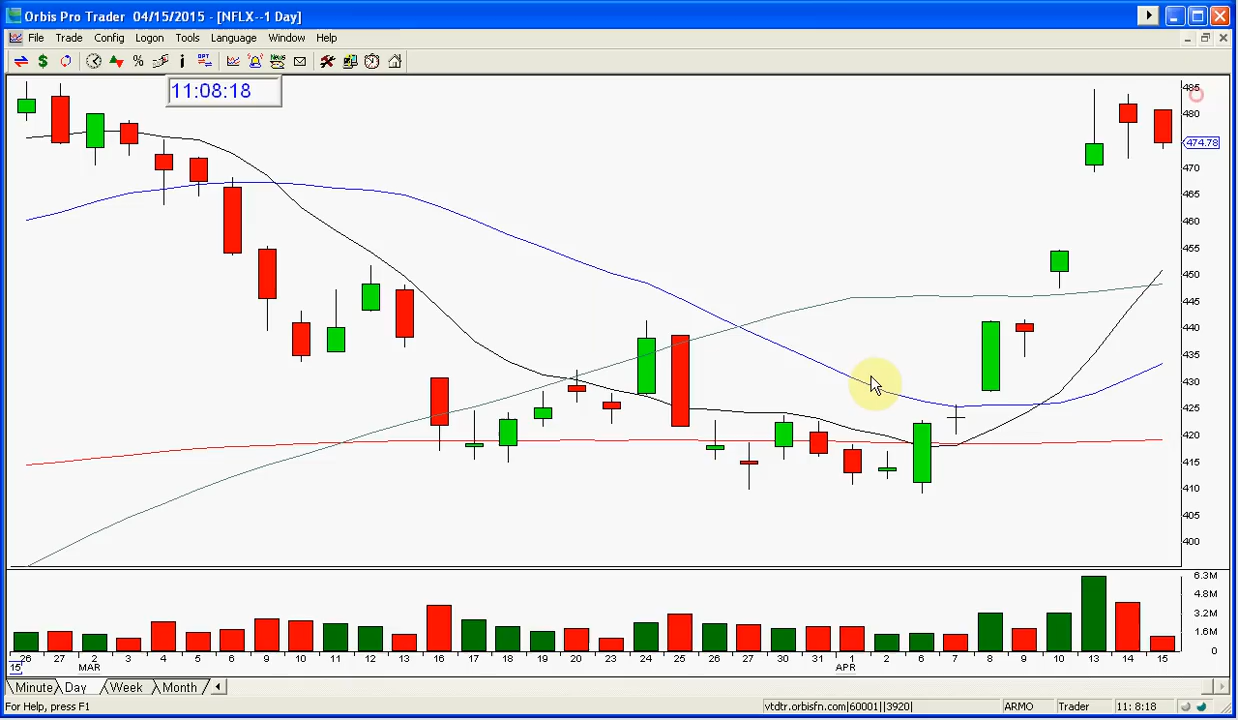 Orbis Pro Trader 04/15/2015 - [NFLX--1 Day]
File Trade Config Logon Tools Language Window Help
11:08:18
485
480
474.78
470
465
460
455
450
445
440
435
430
425
420
415
410
405
400
6.3M
4.8M
3.2M
1.6M
0
26 27 2 3 4 5 6 9 10 11 12 13 16 17 18 19 20 23 24 25 26 27 30 31 1 2 6 7 8 9 10 13 14 15
15 MAR APR
Minute Day Week Month
For Help, press F1 vtdtr.orbisfn.com|60001||3920| ARMO Trader 11: 8:18